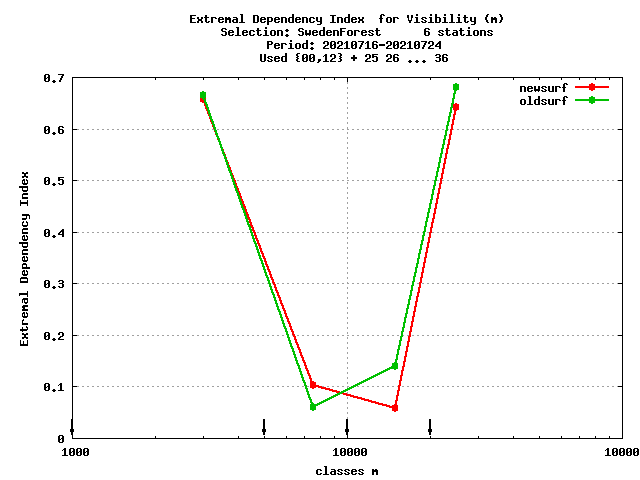 Extremal Dependency Index  for Visibility (m)
Selection: SwedenForest      6 stations
Period: 20210716-20210724
Used {00,12} + 25 26 ... 36
newsurf
oldsurf
0.7
0.6
0.5
0.4
0.3
0.2
0.1
0
Extremal Dependency Index
1000
10000
10000
classes m